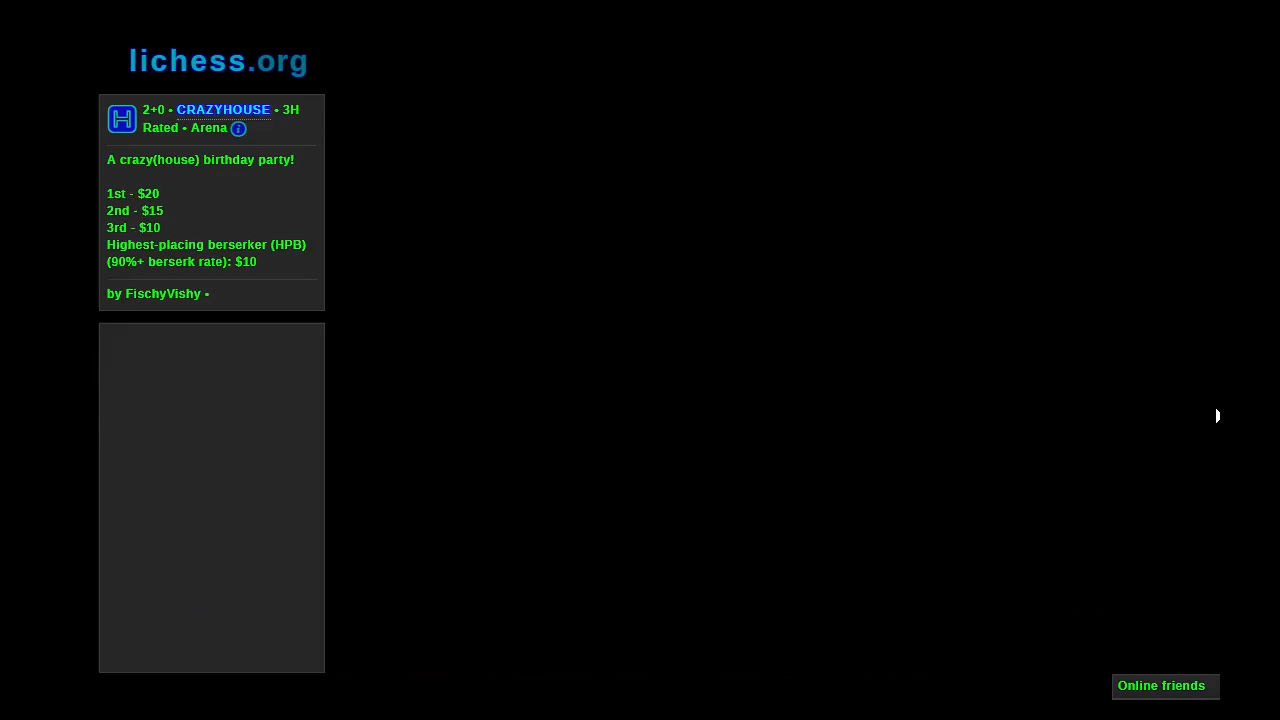 lichess.org
2+0 • CRAZYHOUSE • 3H
Rated • Arena
A crazy(house) birthday party!
1st - $20
2nd - $15
3rd - $10
Highest-placing berserker (HPB)
(90%+ berserk rate): $10
by FischyVishy •
Online friends